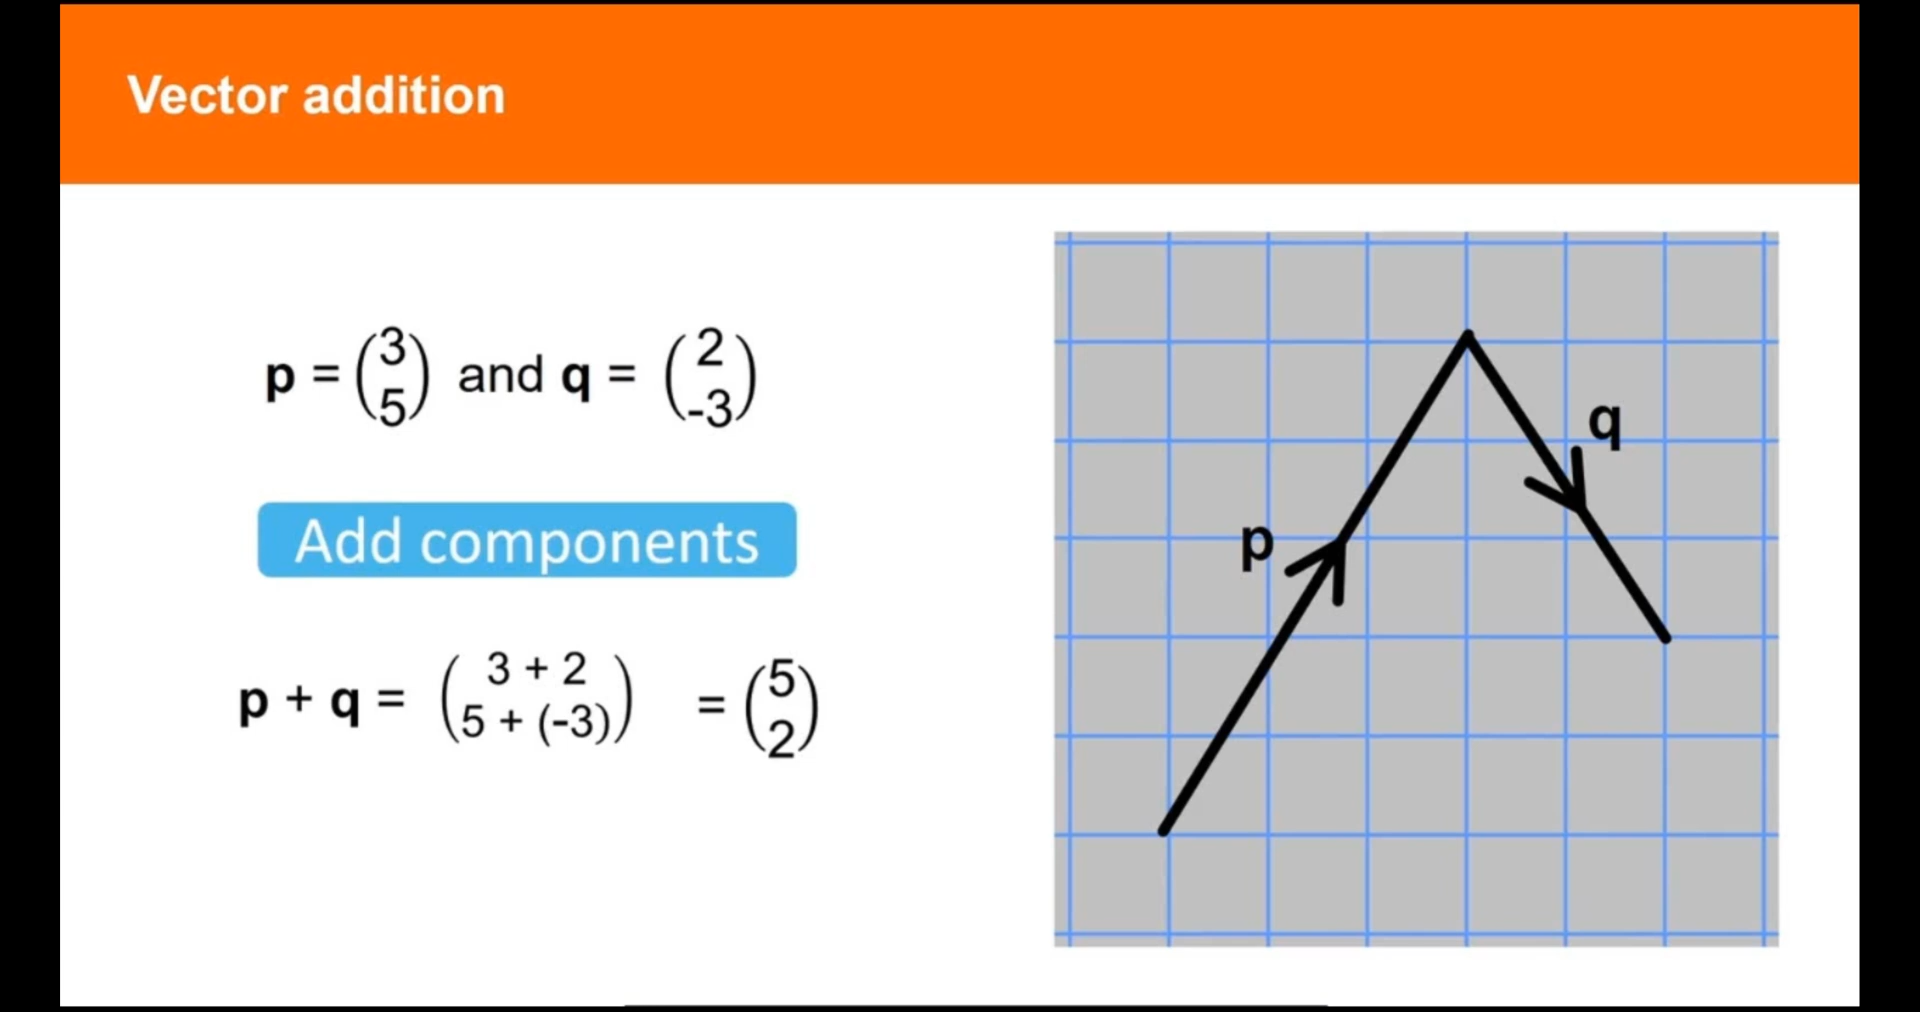 Vector addition
p = (3 5) and q = (2 -3)
Add components
p + q = (3 + 2 5 + (-3)) = (5 2)
p
q